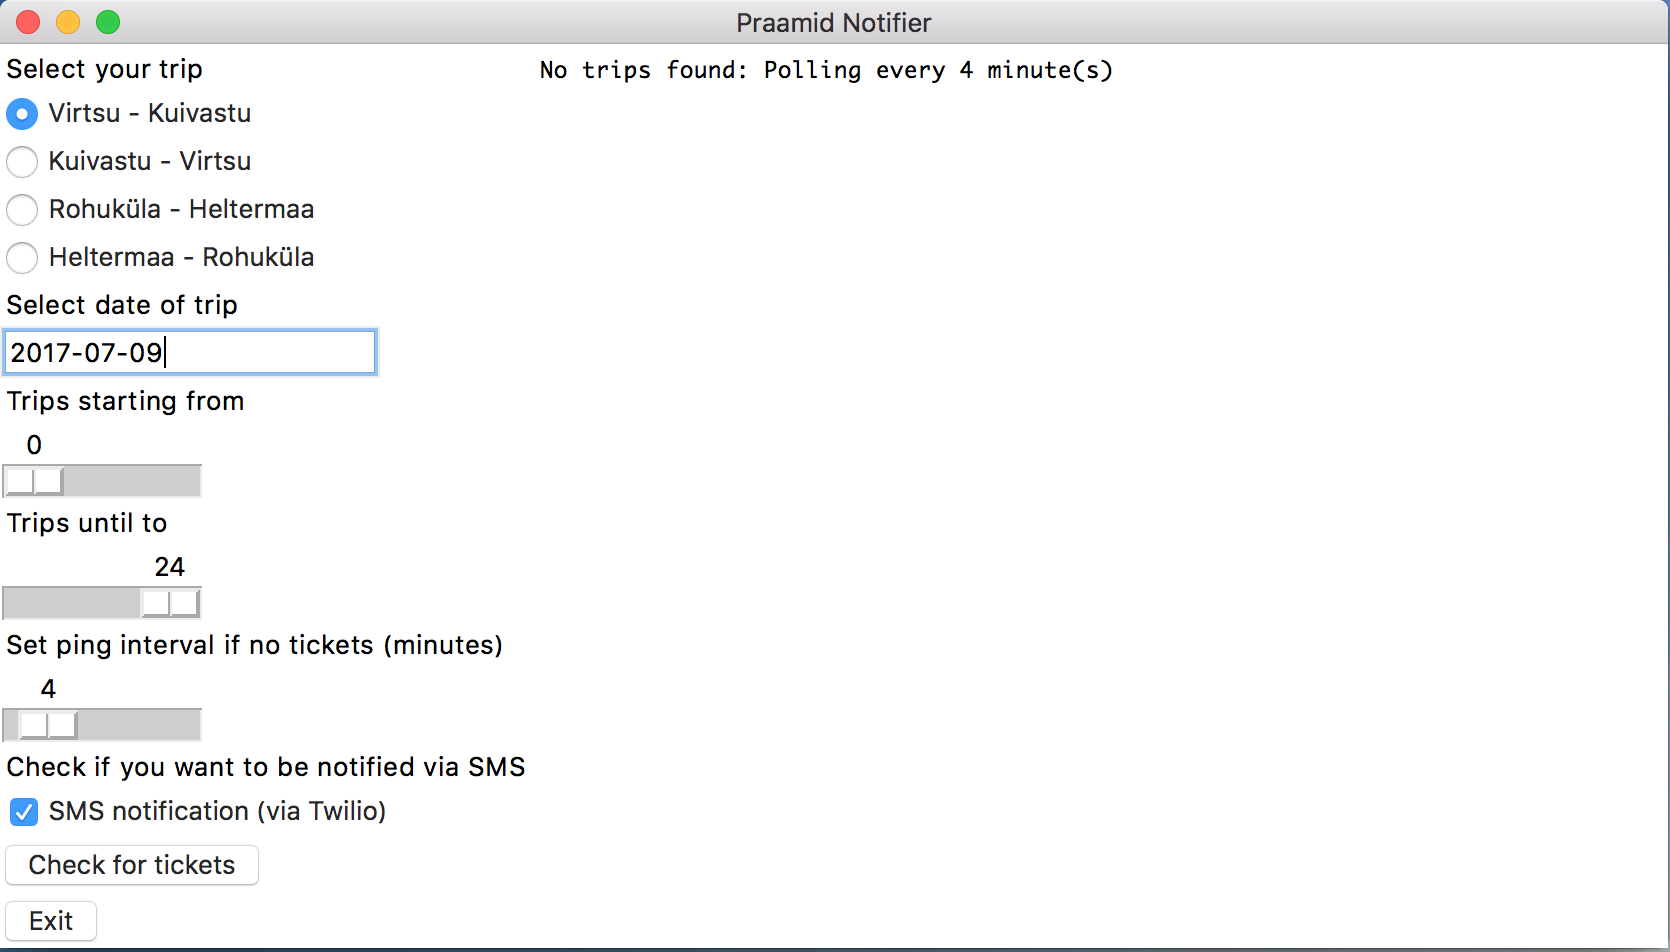 Praamid Notifier
Select your trip
No trips found: Polling every 4 minute(s)
Virtsu - Kuivastu
Kuivastu - Virtsu
Rohuküla - Heltermaa
Heltermaa - Rohuküla
Select date of trip
2017-07-09
Trips starting from
0
Trips until to
24
Set ping interval if no tickets (minutes)
4
Check if you want to be notified via SMS
SMS notification (via Twilio)
Check for tickets
Exit